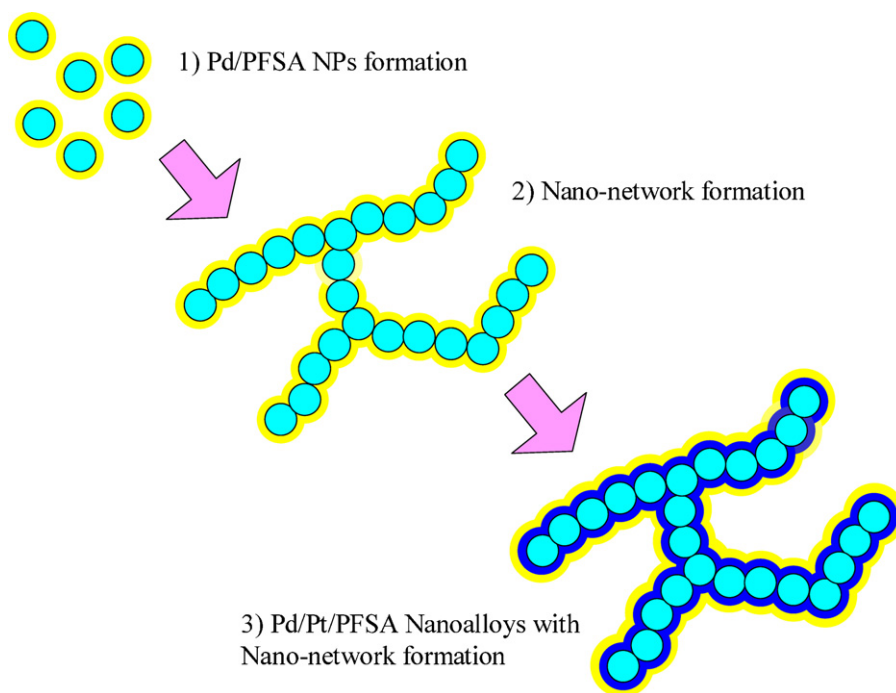 1) Pd/PFSA NPs formation
2) Nano-network formation
3) Pd/Pt/PFSA Nanoalloys with
Nano-network formation